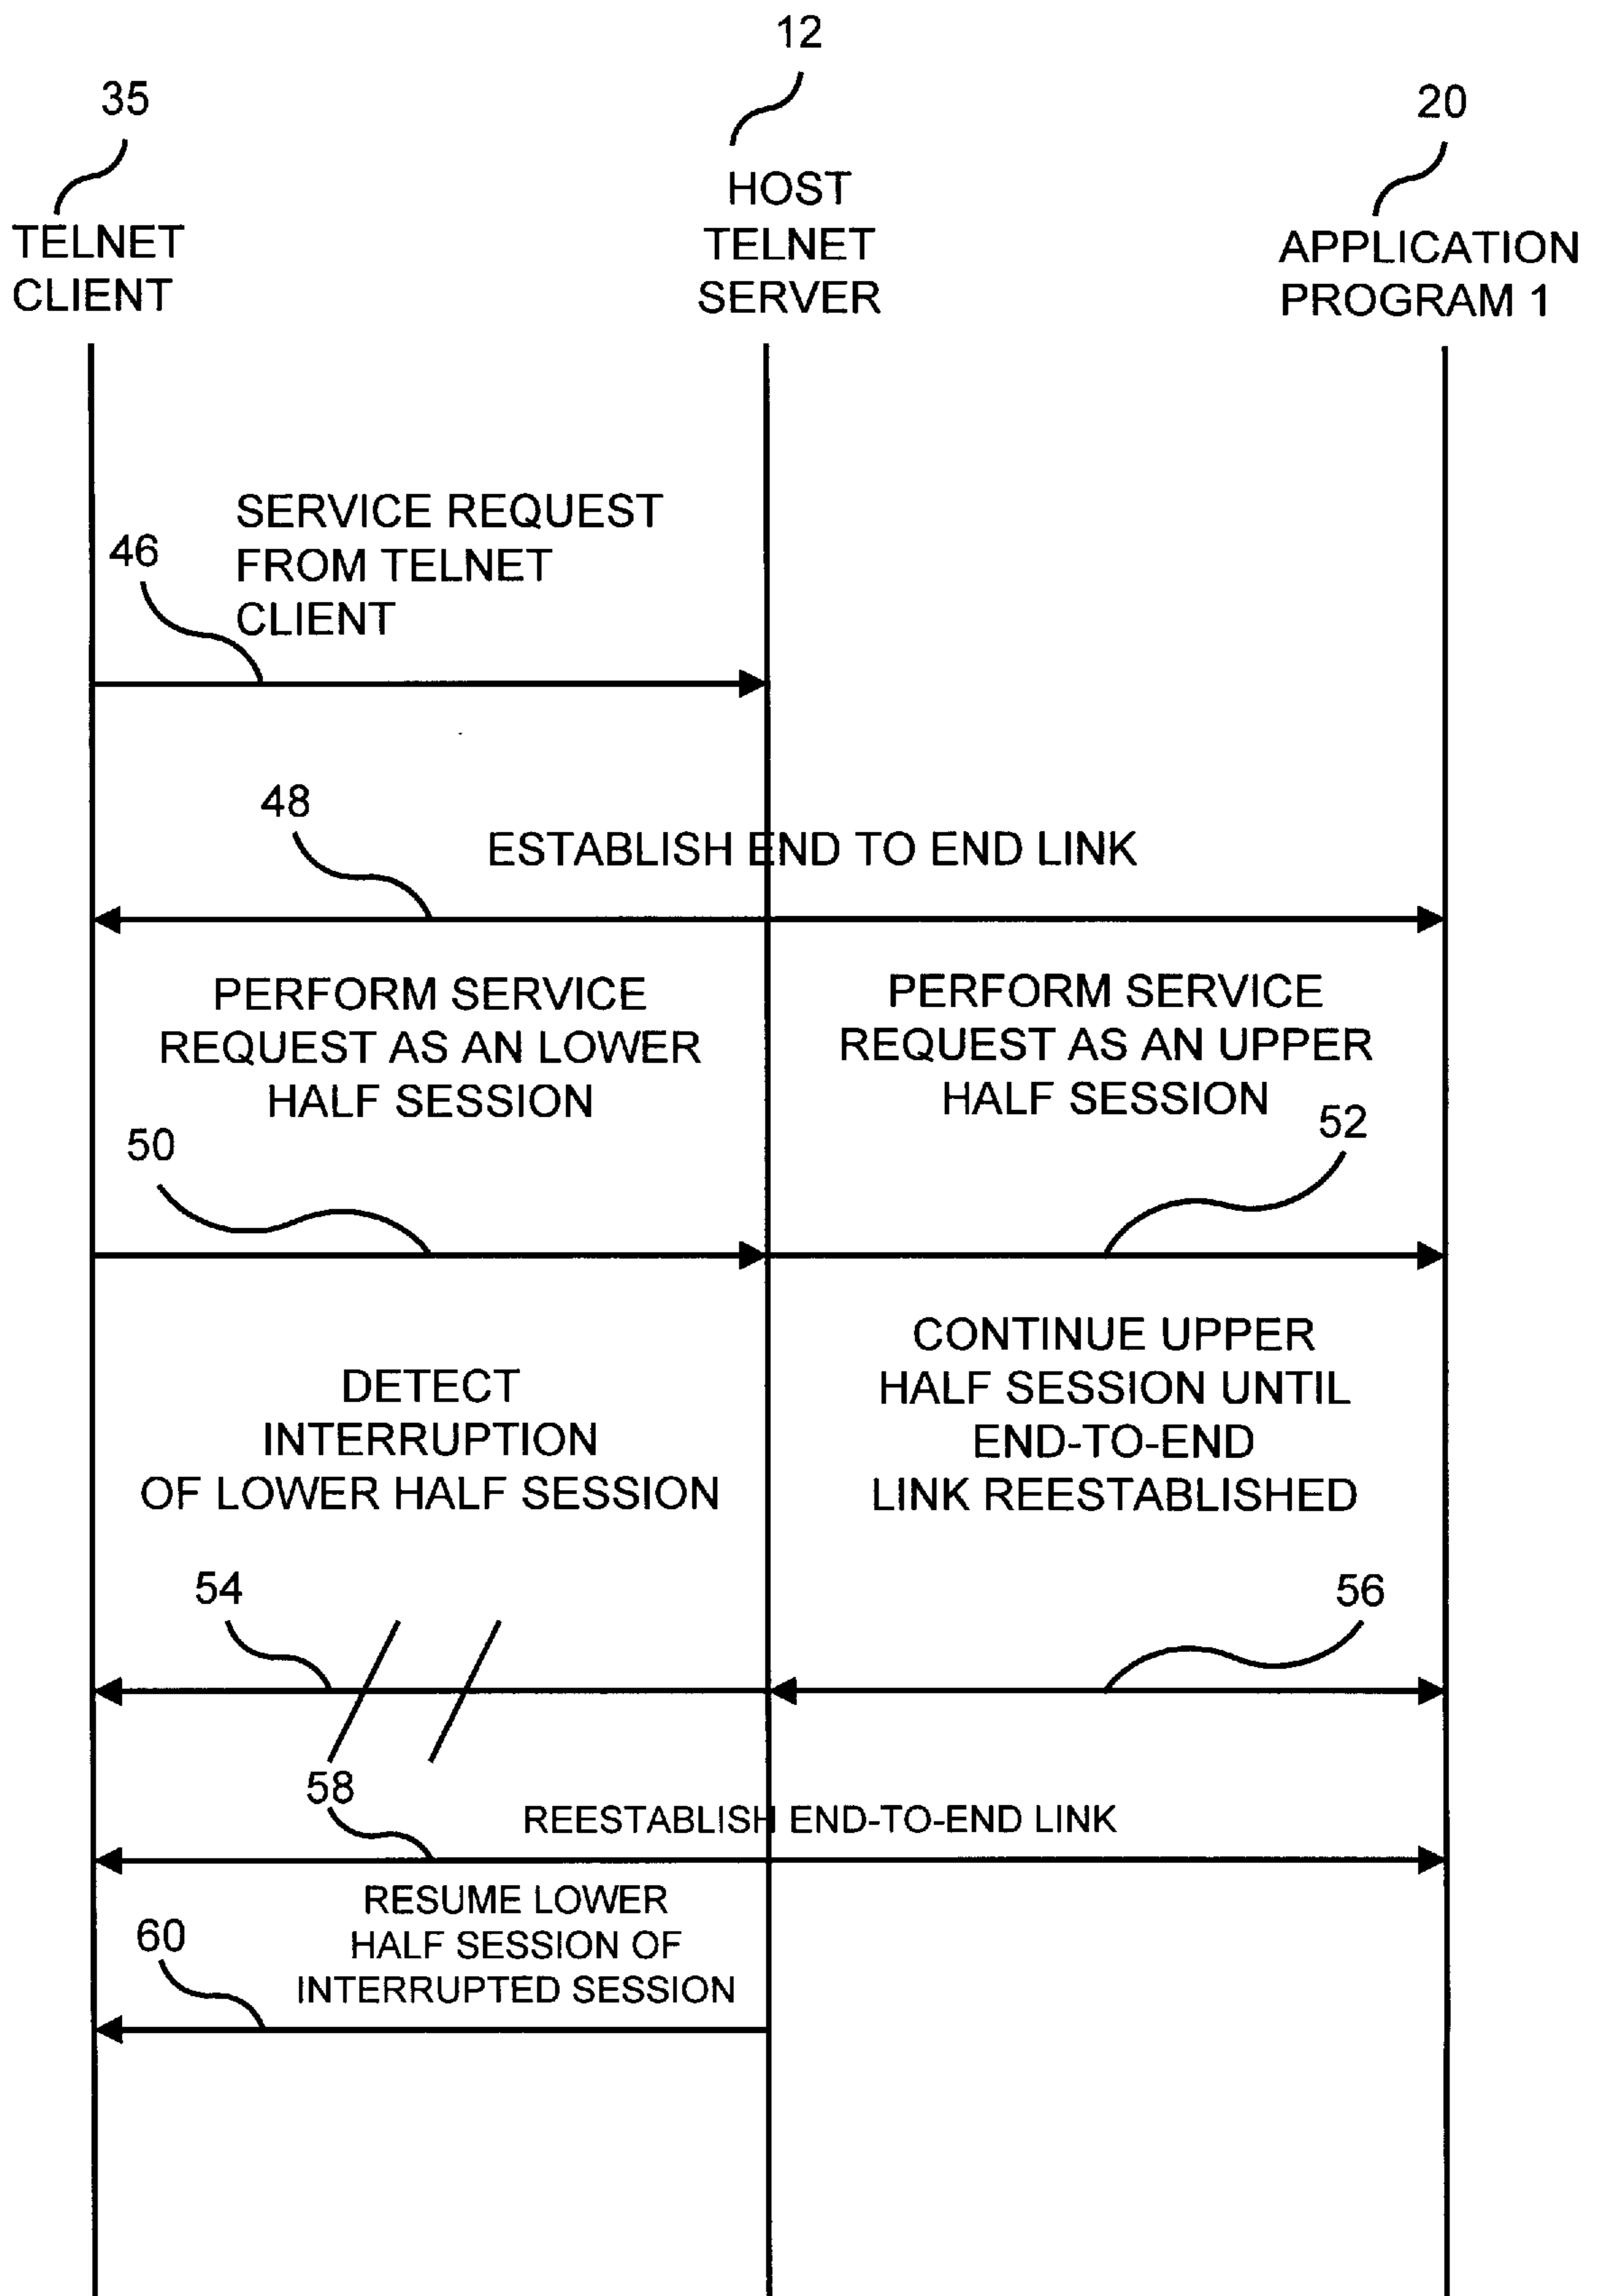 12
35
20
HOST
TELNET
SERVER
TELNET
CLIENT
APPLICATION
PROGRAM 1
SERVICE REQUEST
FROM TELNET
CLIENT
46
48
ESTABLISH END TO END LINK
PERFORM SERVICE
REQUEST AS AN LOWER
HALF SESSION
PERFORM SERVICE
REQUEST AS AN UPPER
HALF SESSION
50
52
DETECT
INTERRUPTION
OF LOWER HALF SESSION
CONTINUE UPPER
HALF SESSION UNTIL
END-TO-END
LINK REESTABLISHED
54
56
58
REESTABLISH END-TO-END LINK
RESUME LOWER
HALF SESSION OF
INTERRUPTED SESSION
60